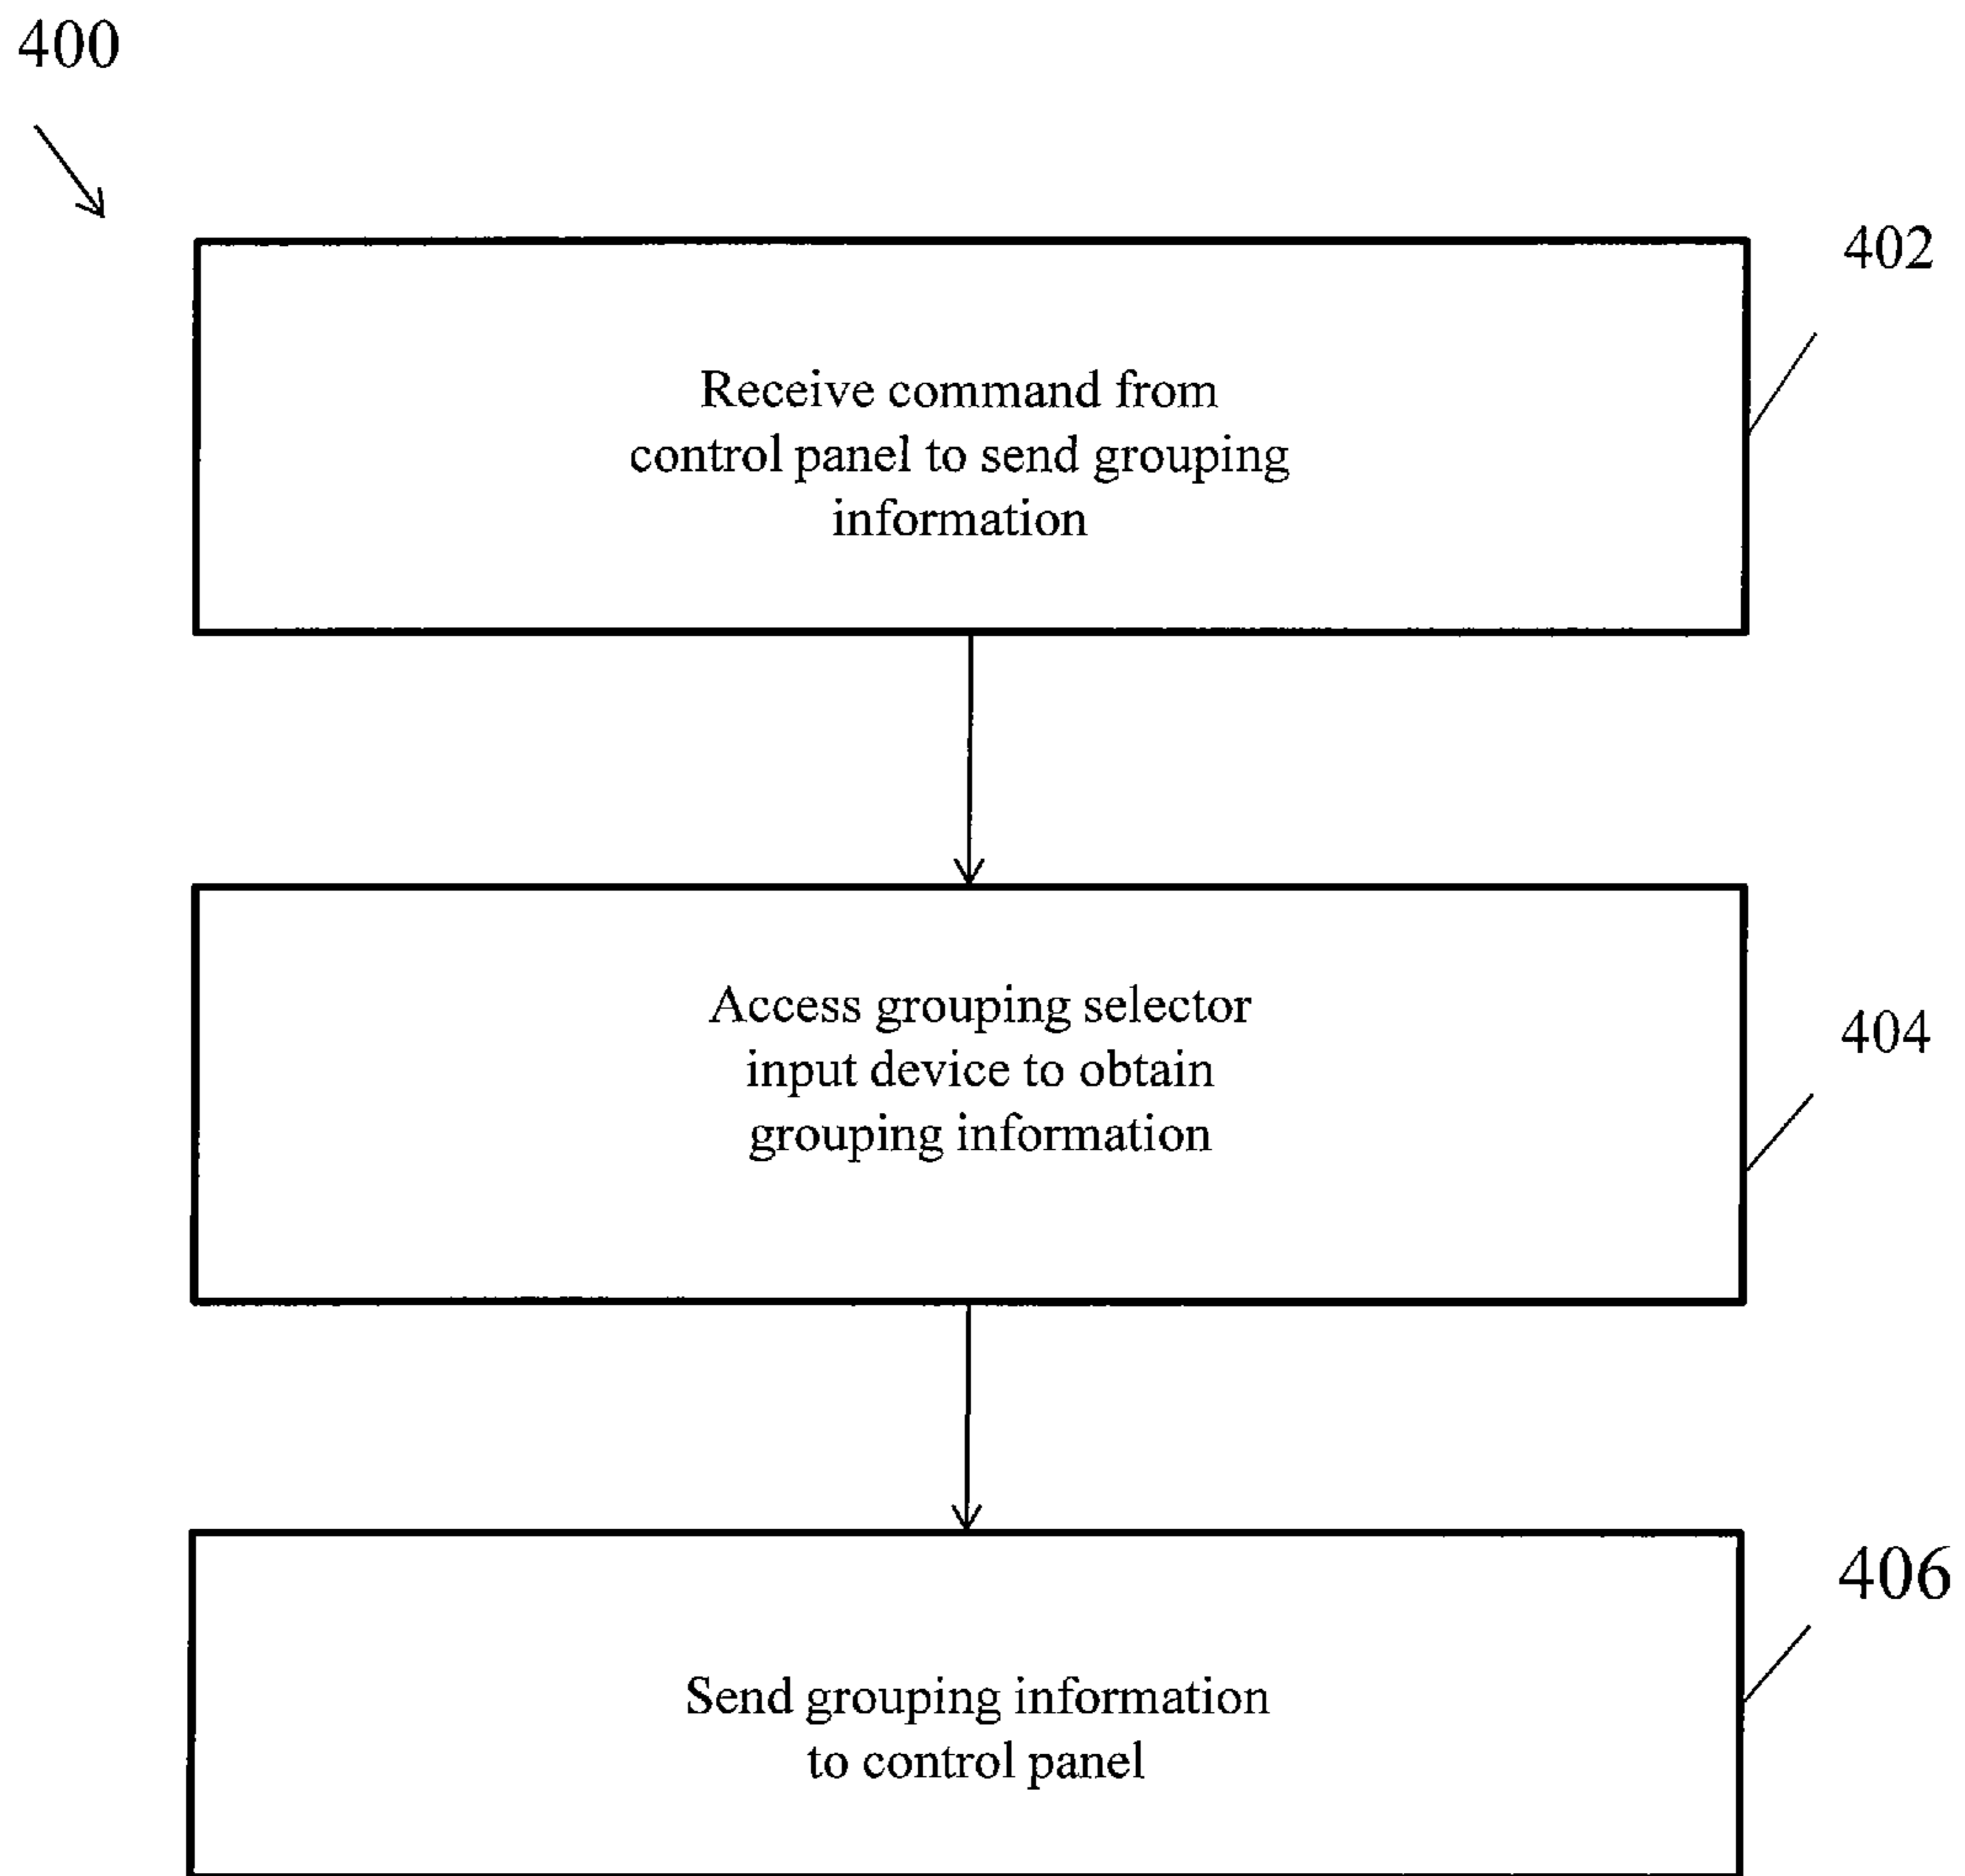 400
402
Receive command from
control panel to send grouping
information
Access grouping selector
input device to obtain
grouping information
404
406
Send grouping information
to control panel